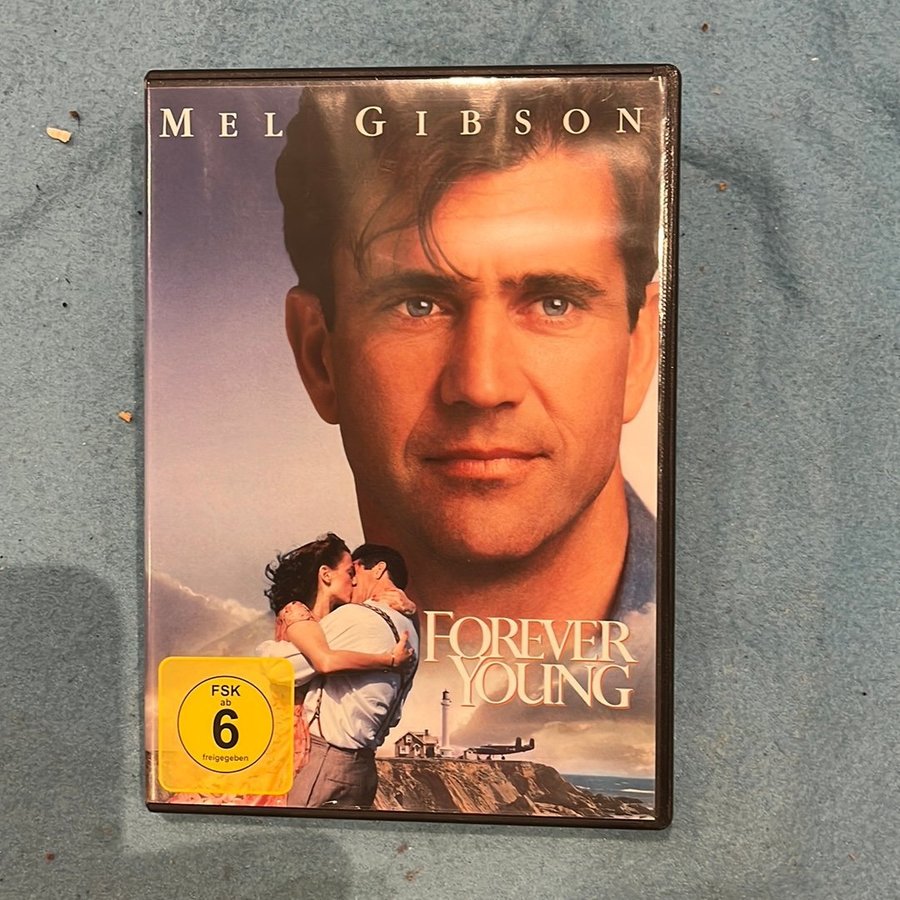 MEL GIBSON
FOREVER
YOUNG
FSK
ab
6
freigegeben